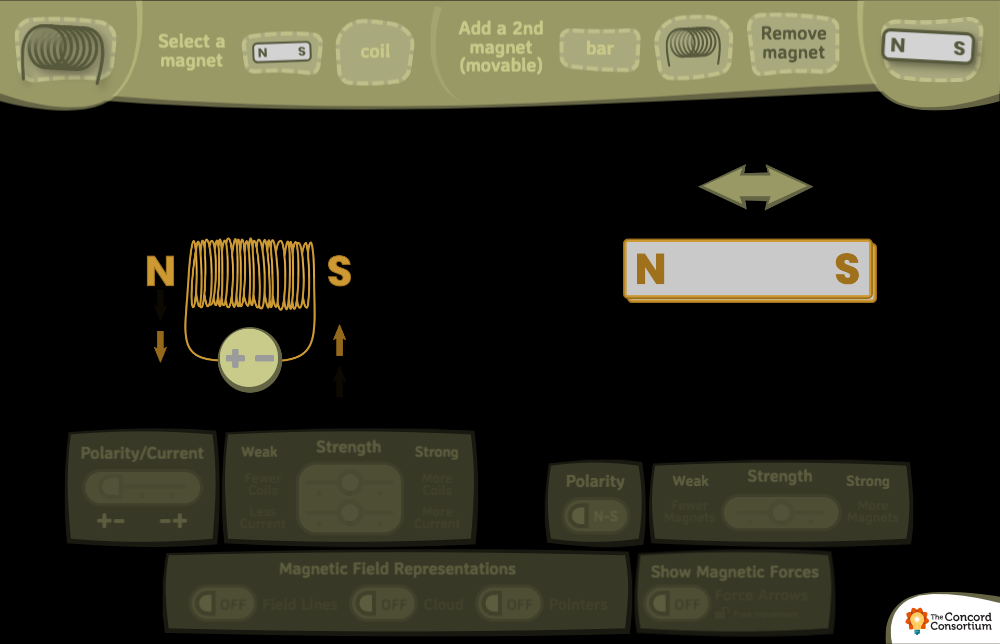 Select a
magnet
N S
coil
Add a 2nd
magnet
(movable)
bar
Remove
magnet
N S
N
S
N S
+ −
Polarity/Current
+− −+
Strength
Weak
Strong
Fewer
Coils
More
Coils
Less
Current
More
Current
Polarity
N-S
Strength
Weak
Strong
Fewer
Magnets
More
Magnets
Magnetic Field Representations
OFF Field Lines OFF Cloud OFF Pointers
Show Magnetic Forces
OFF Force Arrows
The Concord
Consortium